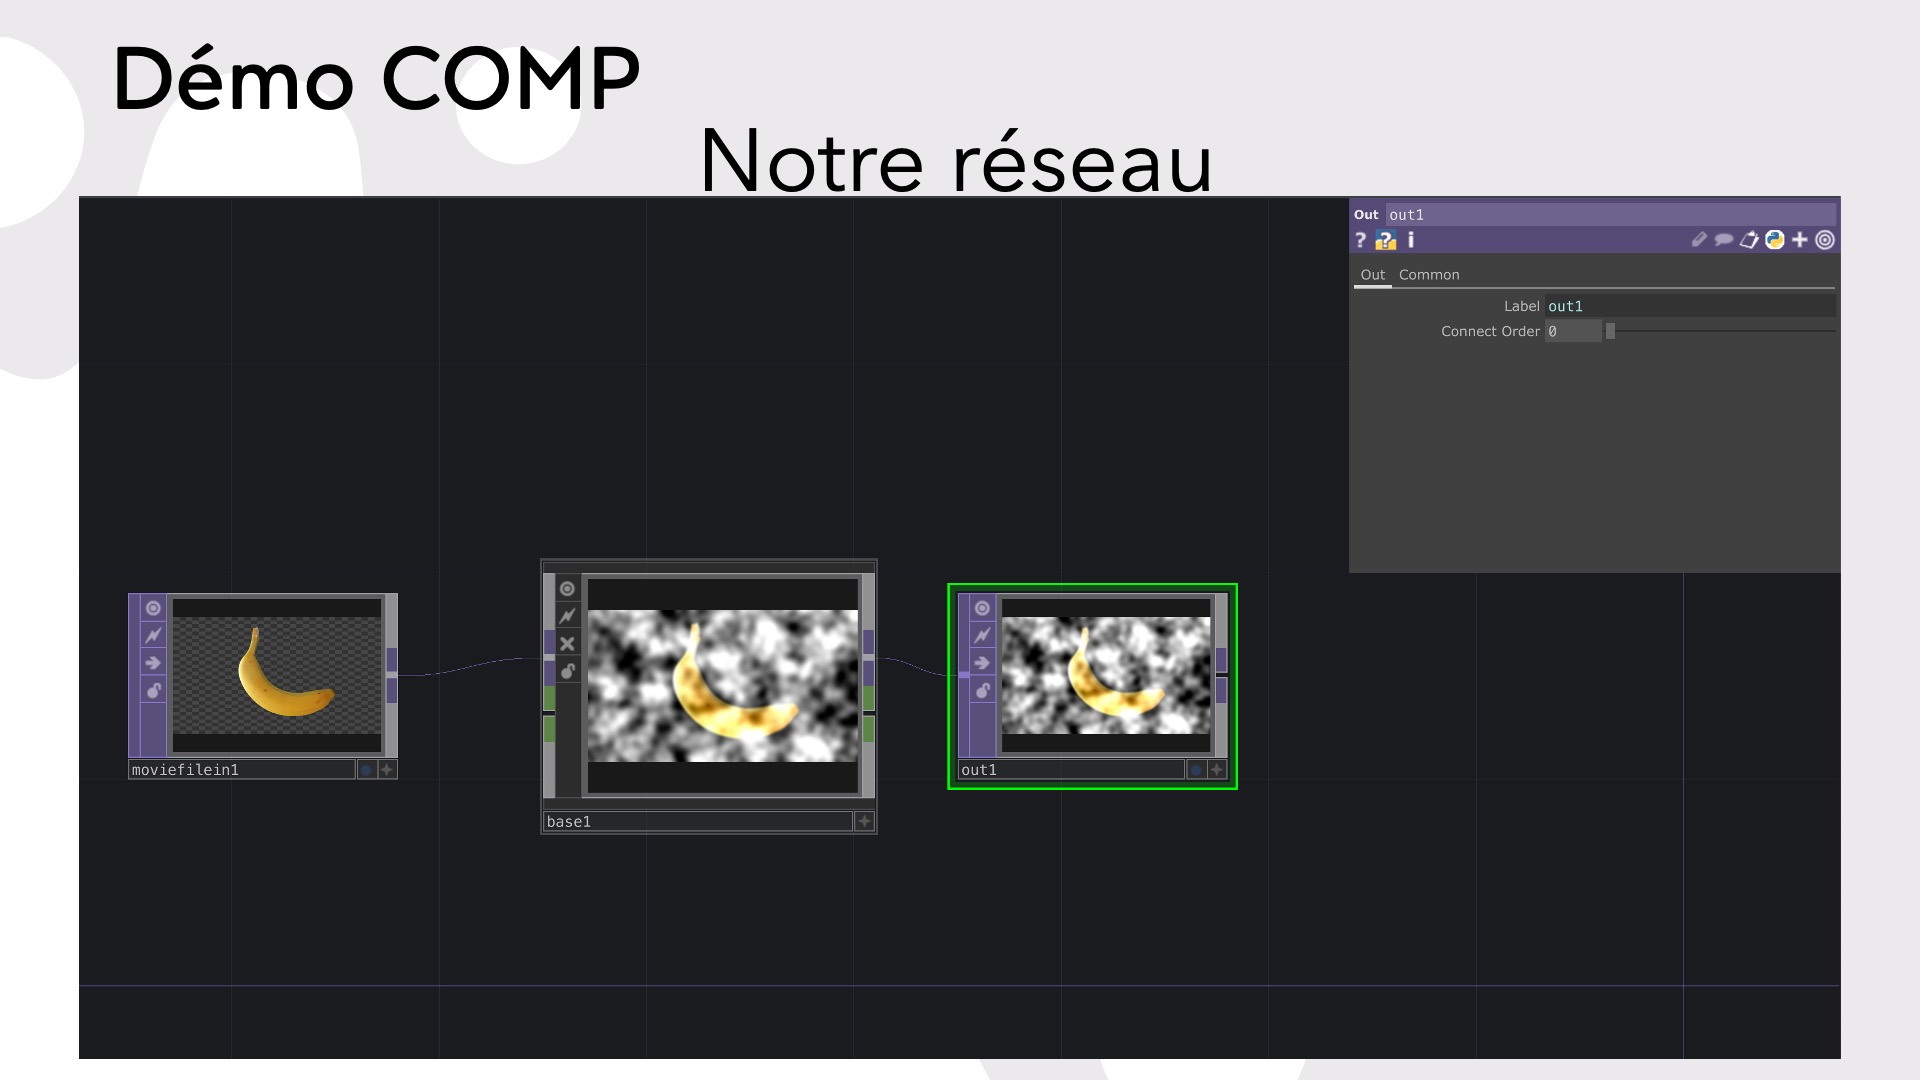 Démo COMP
Notre réseau
Out out1
? ? i
Out Common
Label out1
Connect Order 0
moviefilein1
base1
out1